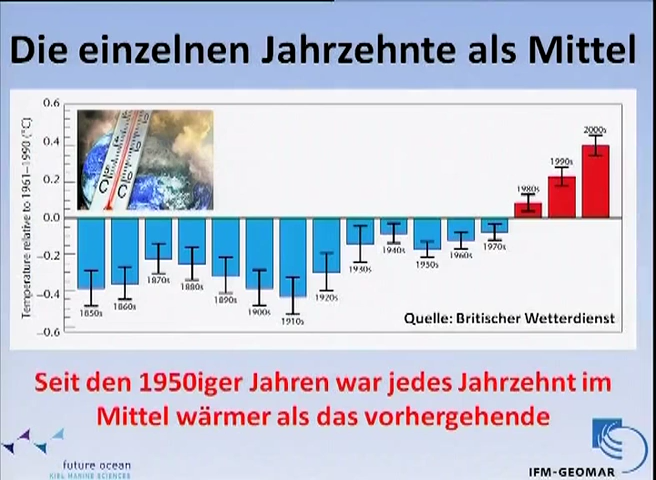 Die einzelnen Jahrzehnte als Mittel
Temperature relative to 1961–1990 (°C)
0.6
0.4
0.2
0.0
−0.2
−0.4
−0.6
1850s
1860s
1870s
1880s
1890s
1900s
1910s
1920s
1930s
1940s
1950s
1960s
1970s
1980s
1990s
2000s
°C
°C
Quelle: Britischer Wetterdienst
Seit den 1950iger Jahren war jedes Jahrzehnt im
Mittel wärmer als das vorhergehende
future ocean
KIEL MARINE SCIENCES
IFM-GEOMAR